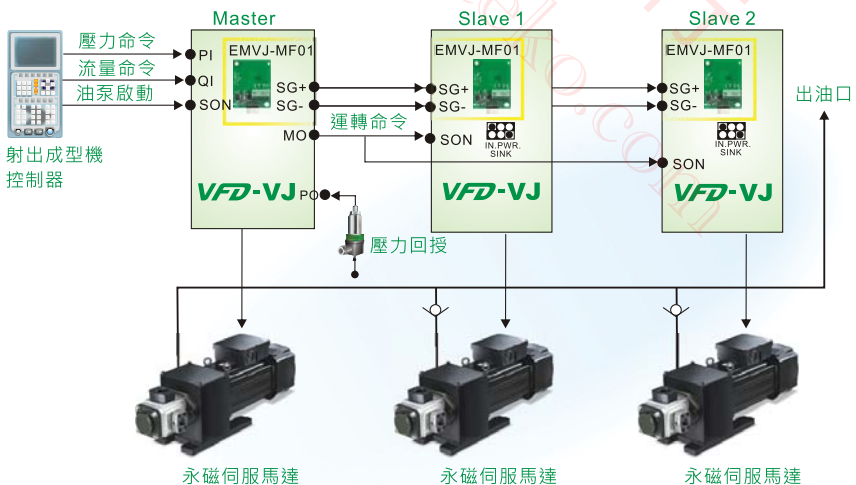 Master
Slave 1
Slave 2
壓力命令
PI
EMVJ-MF01
EMVJ-MF01
EMVJ-MF01
流量命令
QI
SG+
SG+
SG+
油泵啟動
SON
SG-
SG-
SG-
出油口
MO
運轉命令
SON
IN.PWR.
SINK
IN.PWR.
SINK
SON
射出成型機
控制器
VFD-VJ
PO
VFD-VJ
VFD-VJ
壓力回授
永磁伺服馬達
永磁伺服馬達
永磁伺服馬達